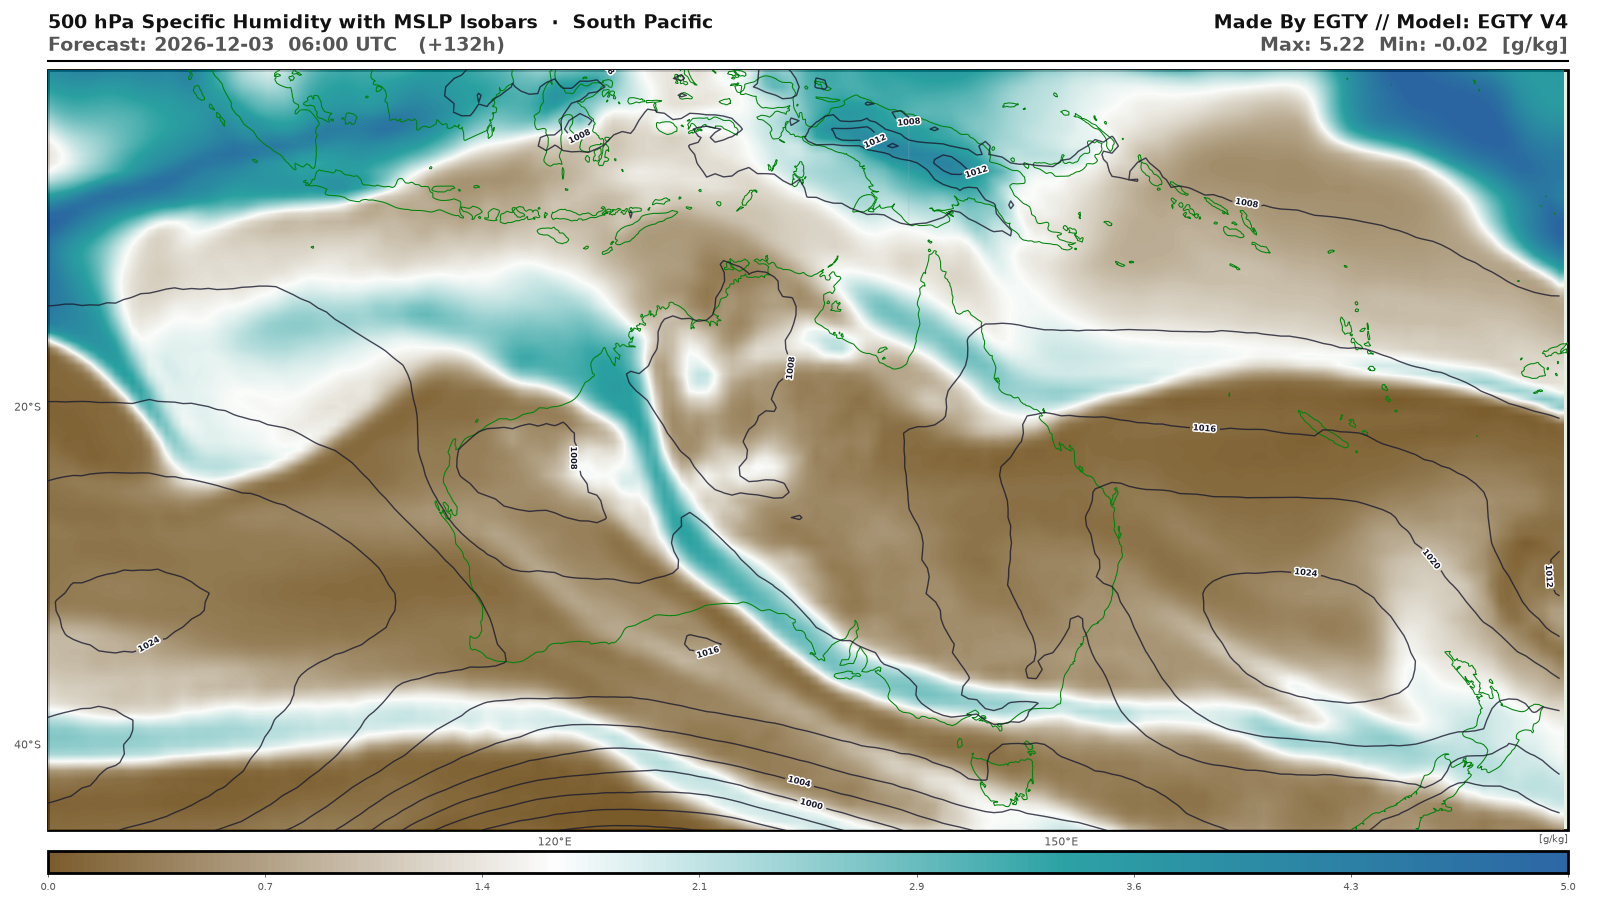 500 hPa Specific Humidity with MSLP Isobars · South Pacific
Made By EGTY // Model: EGTY V4
Forecast: 2026-12-03 06:00 UTC (+132h)
Max: 5.22 Min: -0.02 [g/kg]
1008
1008
1012
1012
1008
1008
20°S
1016
1008
1020
1024
1012
1024
1016
40°S
1004
1000
120°E
150°E
[g/kg]
0.0
0.7
1.4
2.1
2.9
3.6
4.3
5.0